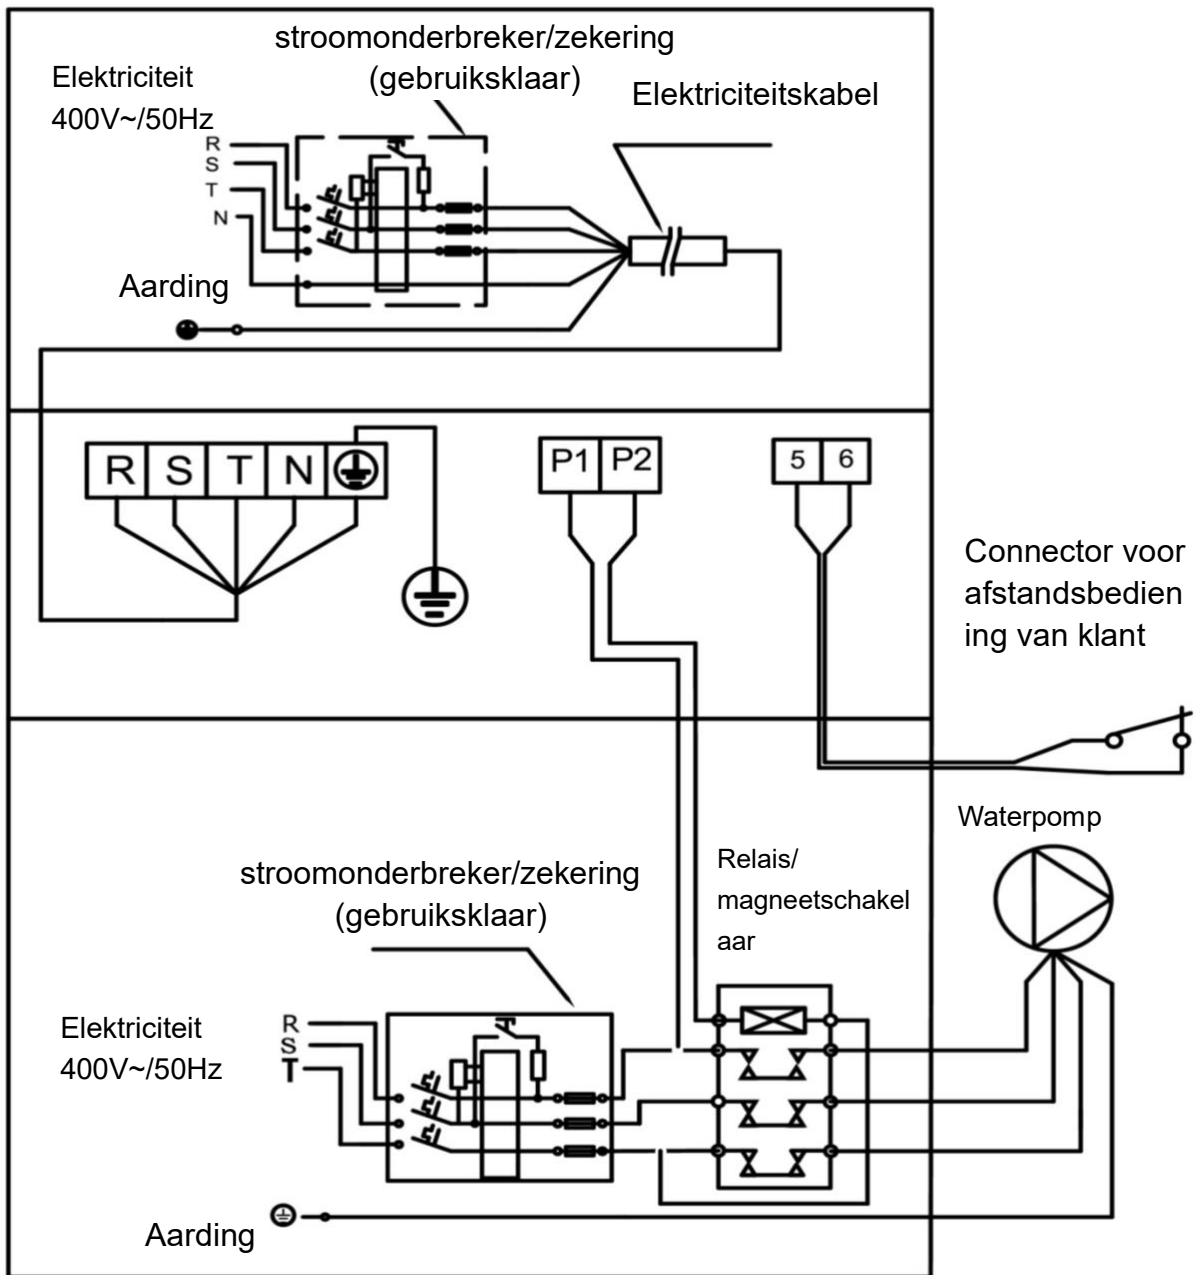 stroomonderbreker/zekering
(gebruiksklaar)
Elektriciteit
400V~/50Hz
Elektriciteitskabel
R
S
T
N
Aarding
R S T N
P1 P2
5 6
Connector voor
afstandsbedien
ing van klant
Waterpomp
Relais/
magneetschakel
aar
stroomonderbreker/zekering
(gebruiksklaar)
Elektriciteit
400V~/50Hz
R
S
T
Aarding